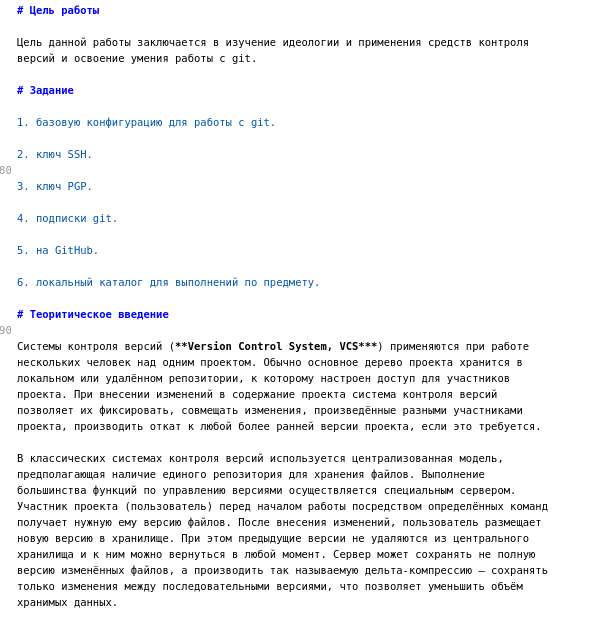 # Цель работы
Цель данной работы заключается в изучение идеологии и применения средств контроля
версий и освоение умения работы с git.
# Задание
1. базовую конфигурацию для работы с git.
2. ключ SSH.
80
3. ключ PGP.
4. подписки git.
5. на GitHub.
6. локальный каталог для выполнений по предмету.
# Теоритическое введение
90
Системы контроля версий (**Version Control System, VCS***) применяются при работе
нескольких человек над одним проектом. Обычно основное дерево проекта хранится в
локальном или удалённом репозитории, к которому настроен доступ для участников
проекта. При внесении изменений в содержание проекта система контроля версий
позволяет их фиксировать, совмещать изменения, произведённые разными участниками
проекта, производить откат к любой более ранней версии проекта, если это требуется.
В классических системах контроля версий используется централизованная модель,
предполагающая наличие единого репозитория для хранения файлов. Выполнение
большинства функций по управлению версиями осуществляется специальным сервером.
Участник проекта (пользователь) перед началом работы посредством определённых команд
получает нужную ему версию файлов. После внесения изменений, пользователь размещает
новую версию в хранилище. При этом предыдущие версии не удаляются из центрального
хранилища и к ним можно вернуться в любой момент. Сервер может сохранять не полную
версию изменённых файлов, а производить так называемую дельта-компрессию — сохранять
только изменения между последовательными версиями, что позволяет уменьшить объём
хранимых данных.